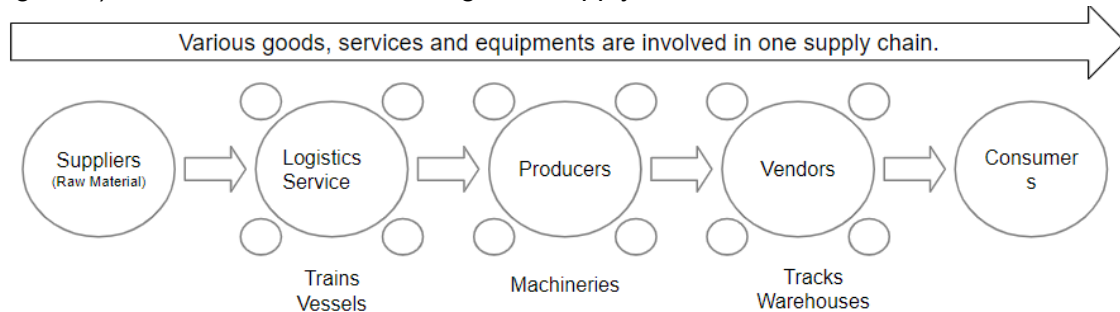 Various goods, services and equipments are involved in one supply chain.
Suppliers
(Raw Material)
Logistics
Service
Producers
Vendors
Consumer
s
Trains
Vessels
Machineries
Tracks
Warehouses